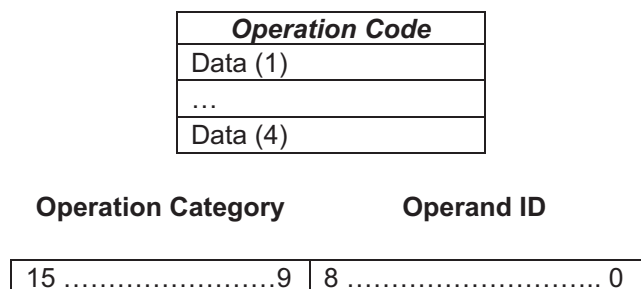 Operation Code
Data (1)
…
Data (4)
Operation Category Operand ID
15 ……………………9 8 ……………………….. 0